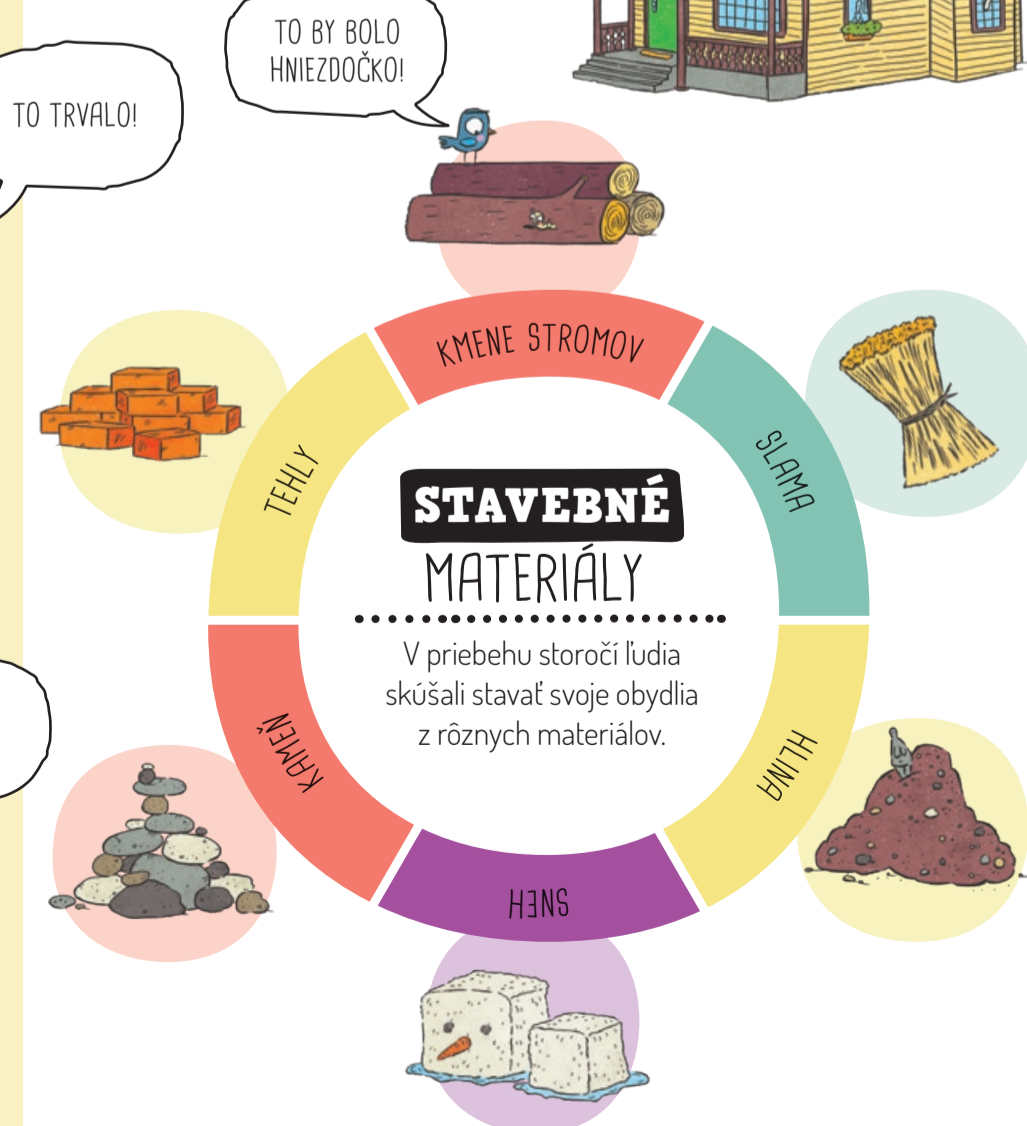 TO BY BOLO
HNIEZDOČKO!
TO TRVALO!
KMENE STROMOV
SLAMA
HLINA
SNEH
KAMEŇ
TEHLY
STAVEBNÉ
MATERIÁLY
V priebehu storočí ľudia
skúšali stavať svoje obydlia
z rôznych materiálov.